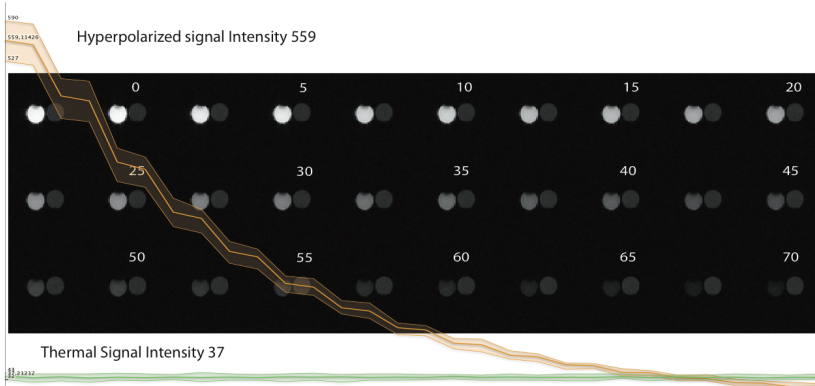 590
Hyperpolarized signal Intensity 559
559,11426
527
0 5 10 15 20
25 30 35 40 45
50 55 60 65 70
Thermal Signal Intensity 37